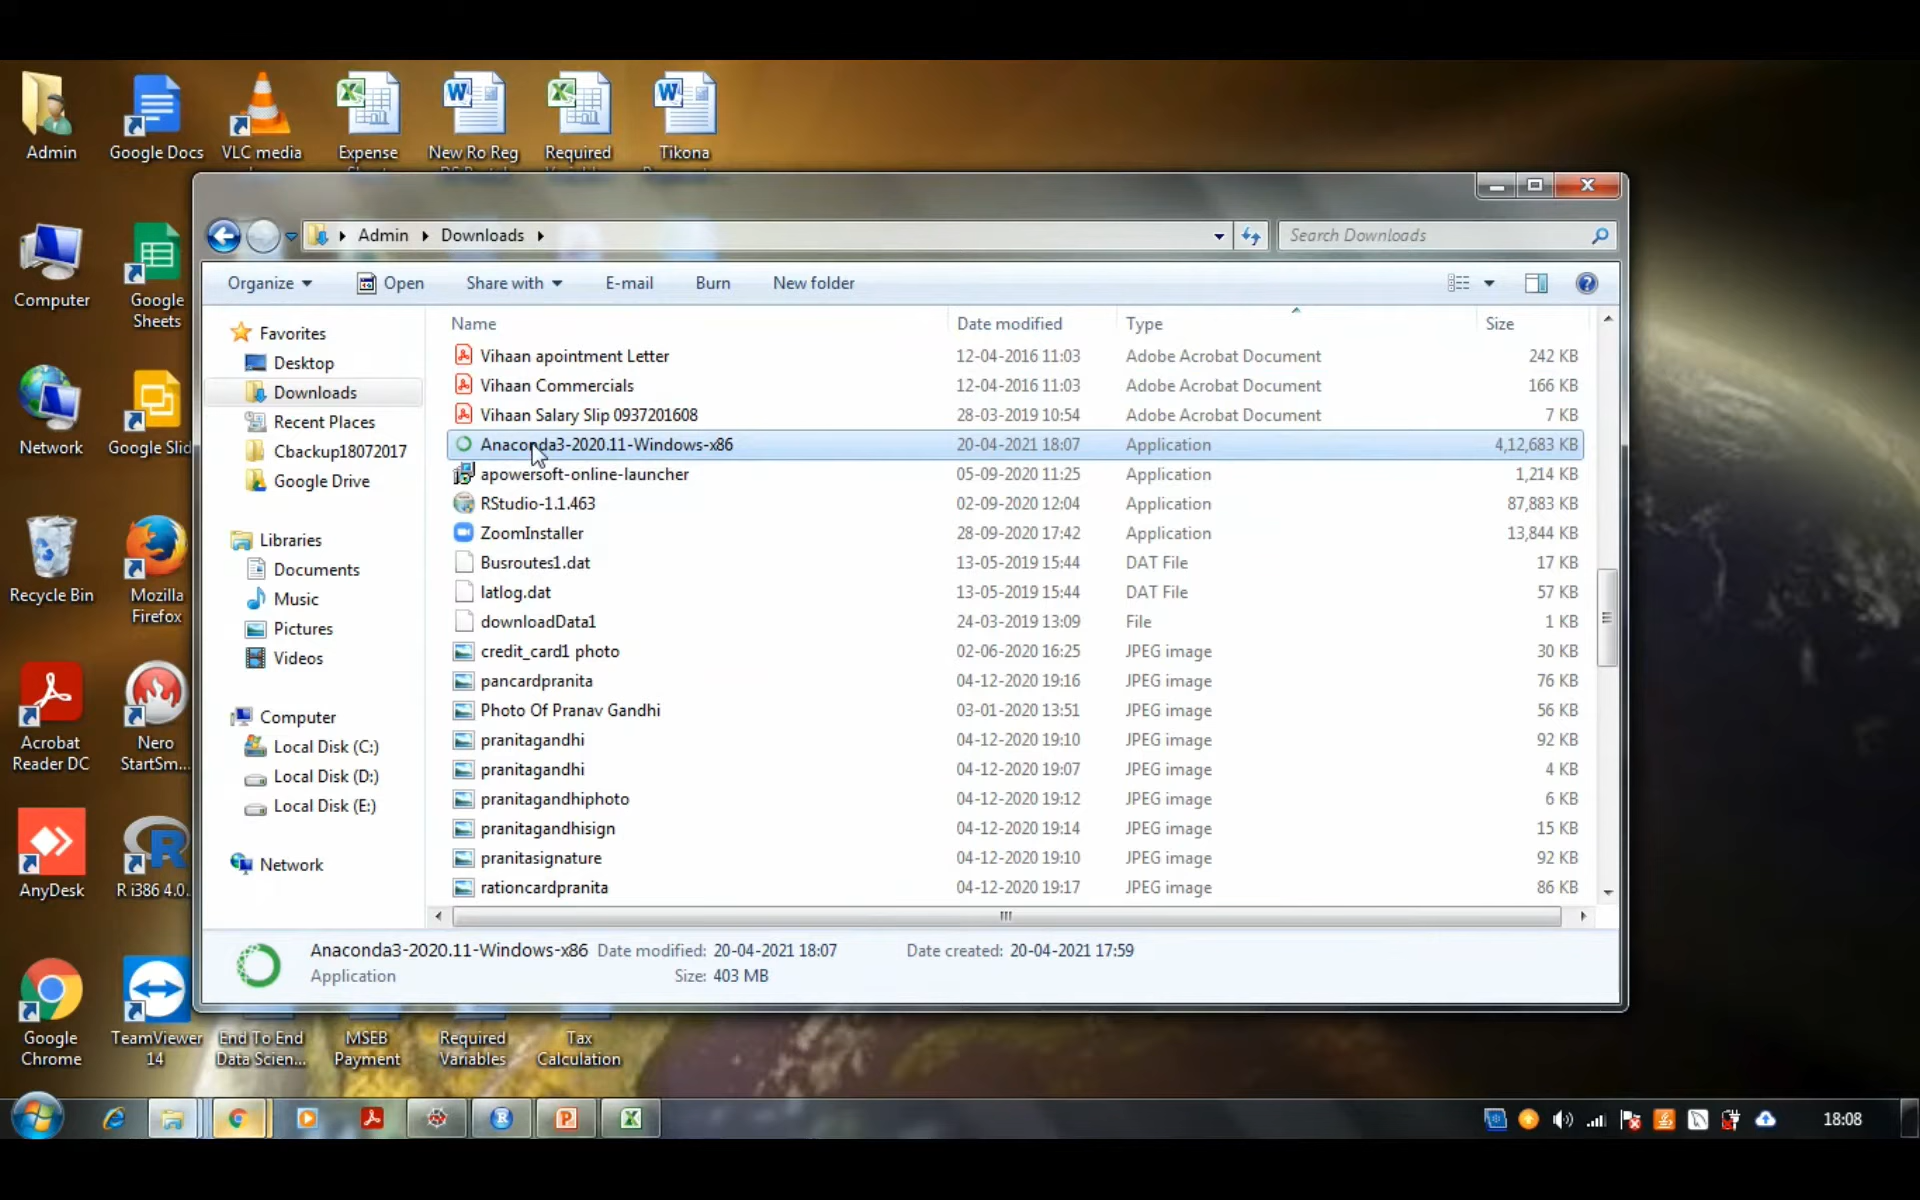 Admin
Google Docs
VLC media
Expense
New Ro Reg
Required
Tikona
Computer
Google
Sheets
Network
Google Slid
Recycle Bin
Mozilla
Firefox
Acrobat
Reader DC
Nero
StartSm...
AnyDesk
R i386 4.0.
Google
Chrome
TeamViewer
14
End To End
Data Scien...
MSEB
Payment
Required
Variables
Tax
Calculation
Admin Downloads
Search Downloads
Organize Open Share with E-mail Burn New folder
Favorites
Desktop
Downloads
Recent Places
Cbackup18072017
Google Drive
Libraries
Documents
Music
Pictures
Videos
Computer
Local Disk (C:)
Local Disk (D:)
Local Disk (E:)
Network
Name Date modified Type Size
Vihaan apointment Letter 12-04-2016 11:03 Adobe Acrobat Document 242 KB
Vihaan Commercials 12-04-2016 11:03 Adobe Acrobat Document 166 KB
Vihaan Salary Slip 0937201608 28-03-2019 10:54 Adobe Acrobat Document 7 KB
Anaconda3-2020.11-Windows-x86 20-04-2021 18:07 Application 4,12,683 KB
apowersoft-online-launcher 05-09-2020 11:25 Application 1,214 KB
RStudio-1.1.463 02-09-2020 12:04 Application 87,883 KB
ZoomInstaller 28-09-2020 17:42 Application 13,844 KB
Busroutes1.dat 13-05-2019 15:44 DAT File 17 KB
latlog.dat 13-05-2019 15:44 DAT File 57 KB
downloadData1 24-03-2019 13:09 File 1 KB
credit_card1 photo 02-06-2020 16:25 JPEG image 30 KB
pancardpranita 04-12-2020 19:16 JPEG image 76 KB
Photo Of Pranav Gandhi 03-01-2020 13:51 JPEG image 56 KB
pranitagandhi 04-12-2020 19:10 JPEG image 92 KB
pranitagandhi 04-12-2020 19:07 JPEG image 4 KB
pranitagandhiphoto 04-12-2020 19:12 JPEG image 6 KB
pranitagandhisign 04-12-2020 19:14 JPEG image 15 KB
pranitasignature 04-12-2020 19:10 JPEG image 92 KB
rationcardpranita 04-12-2020 19:17 JPEG image 86 KB
Anaconda3-2020.11-Windows-x86 Date modified: 20-04-2021 18:07 Date created: 20-04-2021 17:59
Application Size: 403 MB
18:08